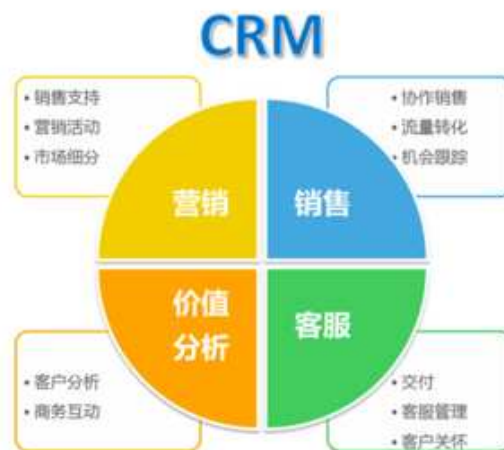 CRM
• 销售支持
• 营销活动
• 市场细分
• 协作销售
• 流量转化
• 机会跟踪
营销
销售
价值
分析
客服
• 客户分析
• 商务互动
• 交付
• 客服管理
• 客户关怀